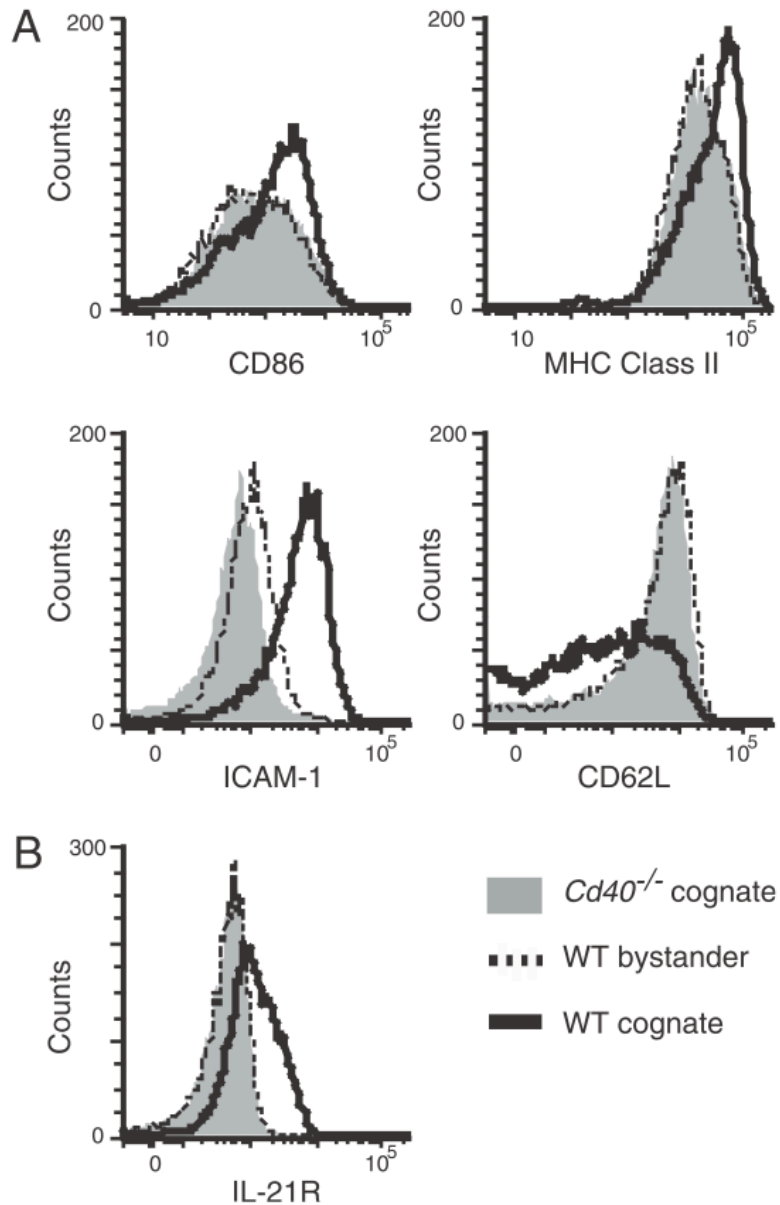 A
200
Counts
0
10
10^5
CD86
200
Counts
0
10
10^5
MHC Class II
200
Counts
0
0
10^5
ICAM-1
200
Counts
0
0
10^5
CD62L
B
300
Counts
0
0
10^5
IL-21R
Cd40^-/- cognate
WT bystander
WT cognate